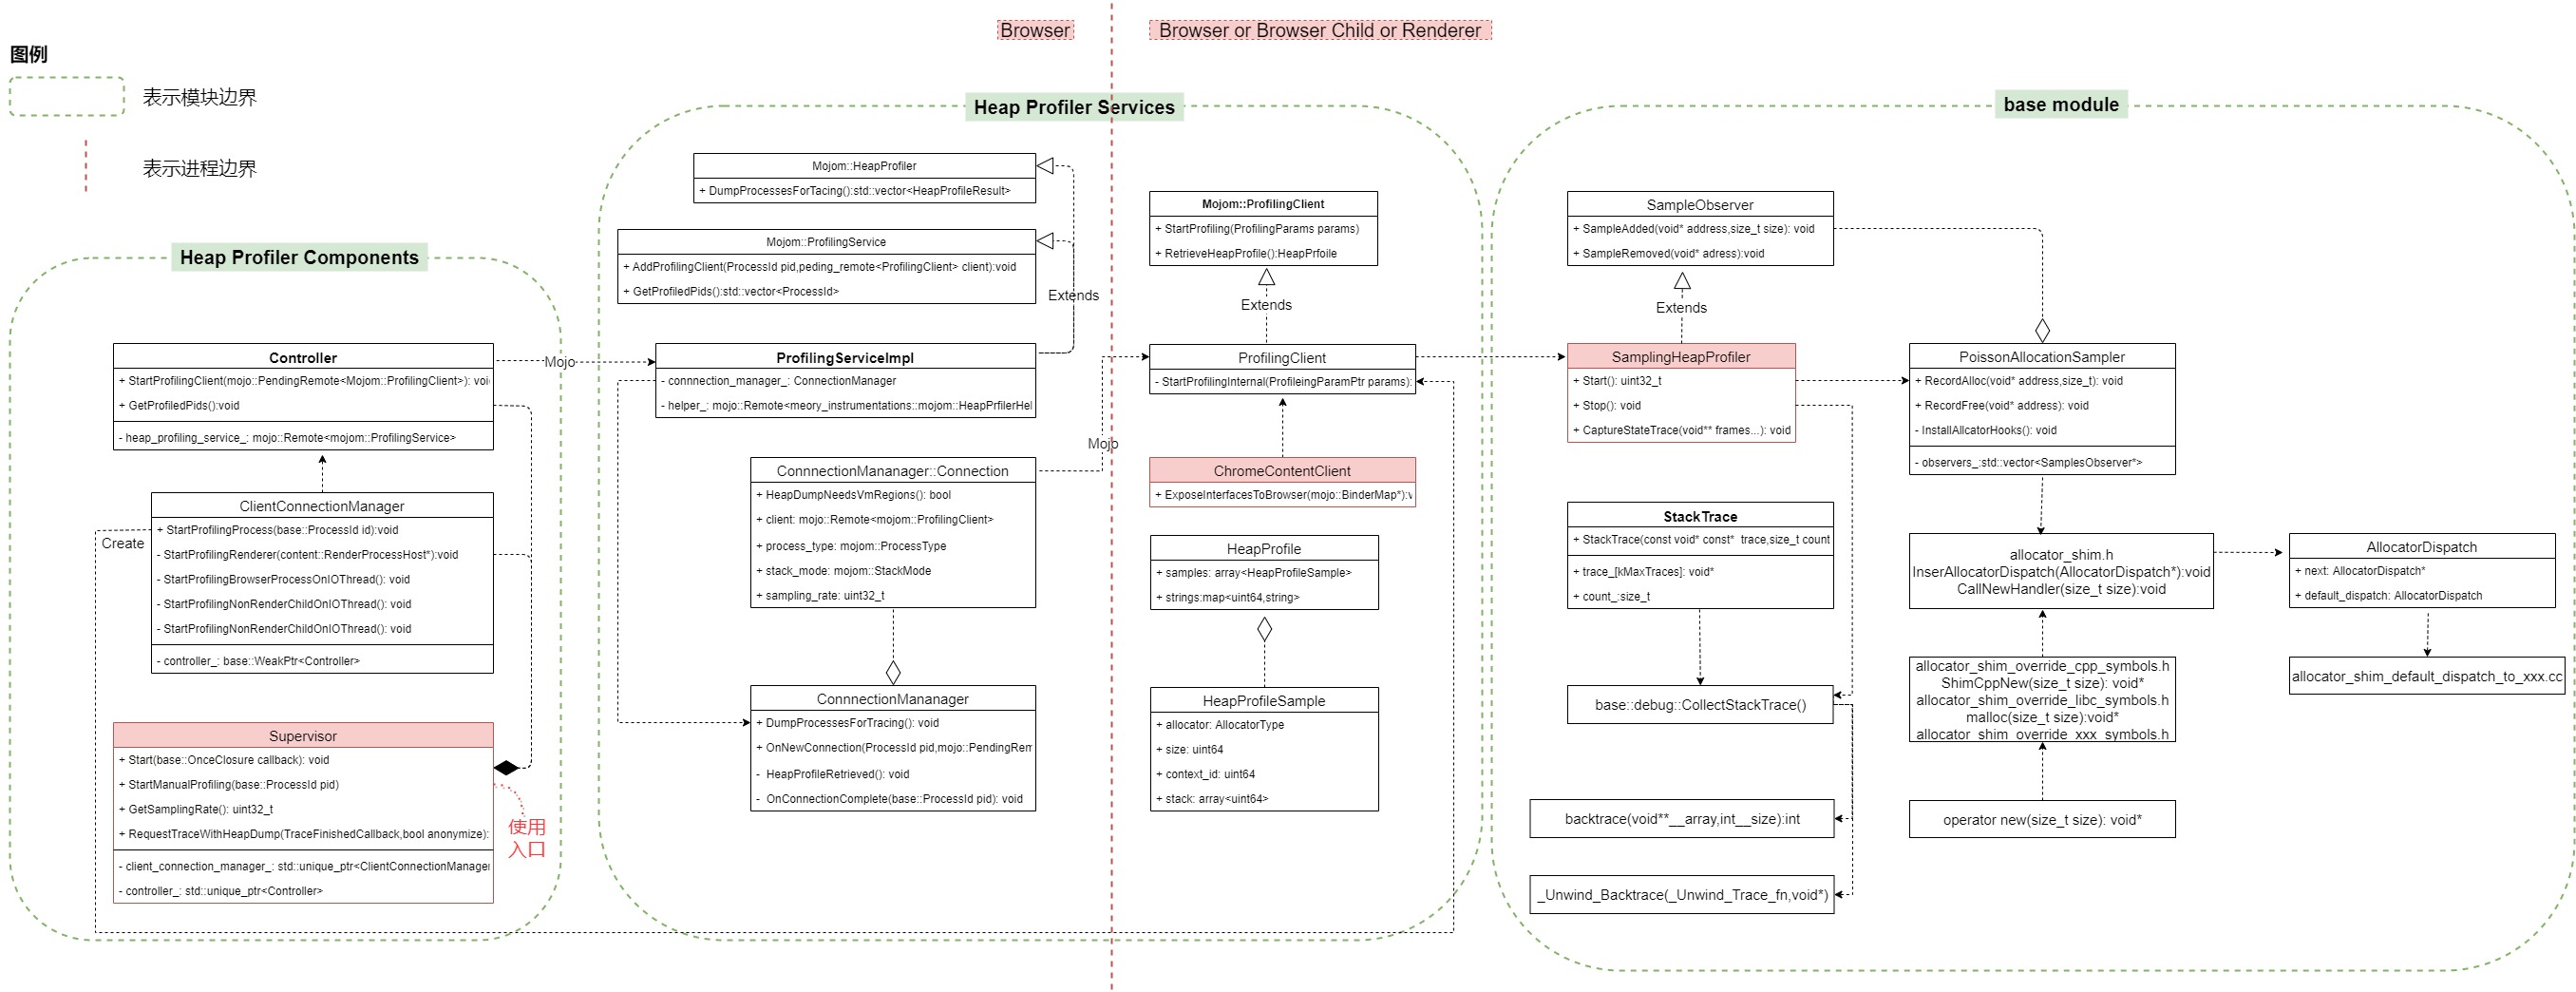 Browser
Browser or Browser Child or Renderer
图例
表示模块边界
表示进程边界
Heap Profiler Components
Controller
+ StartProfilingClient(mojo::PendingRemote<Mojom::ProfilingClient>): voi
+ GetProfiledPids():void
- heap_profiling_service_: mojo::Remote<mojom::ProfilingService>
Mojo
ClientConnectionManager
+ StartProfilingProcess(base::ProcessId id):void
- StartProfilingRenderer(content::RenderProcessHost*):void
- StartProfilingBrowserProcessOnIOThread(): void
- StartProfilingNonRenderChildOnIOThread(): void
- StartProfilingNonRenderChildOnIOThread(): void
- controller_: base::WeakPtr<Controller>
Create
Supervisor
+ Start(base::OnceClosure callback): void
+ StartManualProfiling(base::ProcessId pid)
+ GetSamplingRate(): uint32_t
+ RequestTraceWithHeapDump(TraceFinishedCallback,bool anonymize):
- client_connection_manager_: std::unique_ptr<ClientConnectionManager
- controller_: std::unique_ptr<Controller>
使用
入口
Heap Profiler Services
Mojom::HeapProfiler
+ DumpProcessesForTacing():std::vector<HeapProfileResult>
Mojom::ProfilingService
+ AddProfilingClient(ProcessId pid,peding_remote<ProfilingClient> client):void
+ GetProfiledPids():std::vector<ProcessId>
Extends
ProfilingServiceImpl
- connnection_manager_: ConnectionManager
- helper_: mojo::Remote<meory_instrumentations::mojom::HeapPrfilerHel
ConnnectionMananager::Connection
+ HeapDumpNeedsVmRegions(): bool
+ client: mojo::Remote<mojom::ProfilingClient>
+ process_type: mojom::ProcessType
+ stack_mode: mojom::StackMode
+ sampling_rate: uint32_t
Mojo
ConnnectionMananager
+ DumpProcessesForTracing(): void
+ OnNewConnection(ProcessId pid,mojo::PendingRem
- HeapProfileRetrieved(): void
- OnConnectionComplete(base::ProcessId pid): void
Mojom::ProfilingClient
+ StartProfiling(ProfilingParams params)
+ RetrieveHeapProfile():HeapPrfoile
Extends
ProfilingClient
- StartProfilingInternal(ProfileingParamPtr params):
ChromeContentClient
+ ExposeInterfacesToBrowser(mojo::BinderMap*):v
HeapProfile
+ samples: array<HeapProfileSample>
+ strings:map<uint64,string>
HeapProfileSample
+ allocator: AllocatorType
+ size: uint64
+ context_id: uint64
+ stack: array<uint64>
base module
SampleObserver
+ SampleAdded(void* address,size_t size): void
+ SampleRemoved(void* adress):void
Extends
SamplingHeapProfiler
+ Start(): uint32_t
+ Stop(): void
+ CaptureStateTrace(void** frames...): void
StackTrace
+ StackTrace(const void* const* trace,size_t count
+ trace_[kMaxTraces]: void*
+ count_:size_t
base::debug::CollectStackTrace()
backtrace(void**__array,int__size):int
_Unwind_Backtrace(_Unwind_Trace_fn,void*)
PoissonAllocationSampler
+ RecordAlloc(void* address,size_t): void
+ RecordFree(void* address): void
- InstallAllcatorHooks(): void
- observers_:std::vector<SamplesObserver*>
allocator_shim.h
InserAllocatorDispatch(AllocatorDispatch*):void
CallNewHandler(size_t size):void
allocator_shim_override_cpp_symbols.h
ShimCppNew(size_t size): void*
allocator_shim_override_libc_symbols.h
malloc(size_t size):void*
allocator_shim_override_xxx_symbols.h
operator new(size_t size): void*
AllocatorDispatch
+ next: AllocatorDispatch*
+ default_dispatch: AllocatorDispatch
allocator_shim_default_dispatch_to_xxx.cc